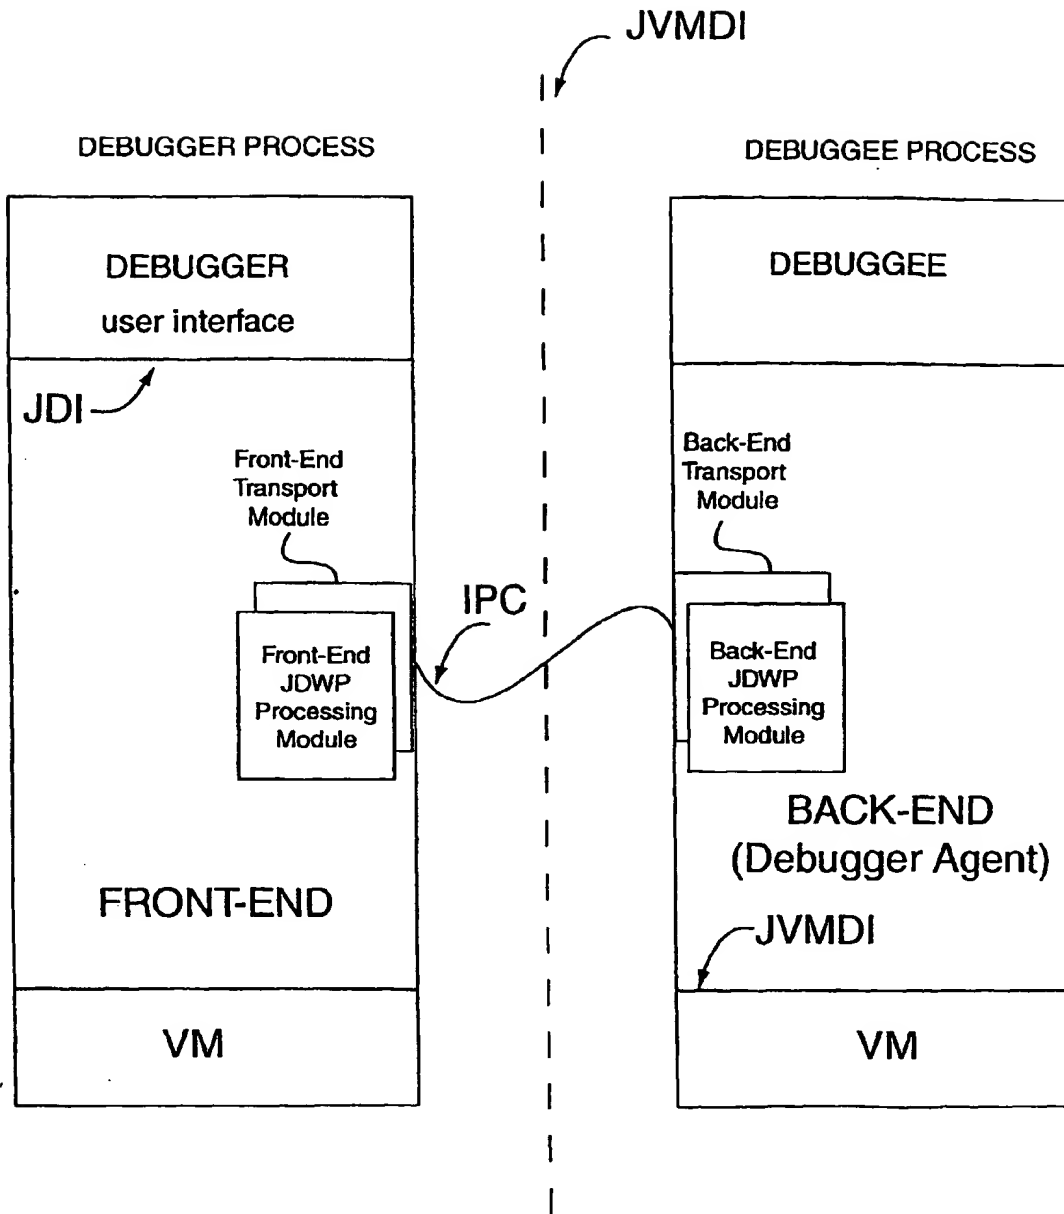 JVMDI
DEBUGGER PROCESS
DEBUGGEE PROCESS
DEBUGGER
user interface
DEBUGGEE
JDI
Front-End
Transport
Module
Back-End
Transport
Module
IPC
Front-End
JDWP
Processing
Module
Back-End
JDWP
Processing
Module
BACK-END
(Debugger Agent)
FRONT-END
JVMDI
VM
VM